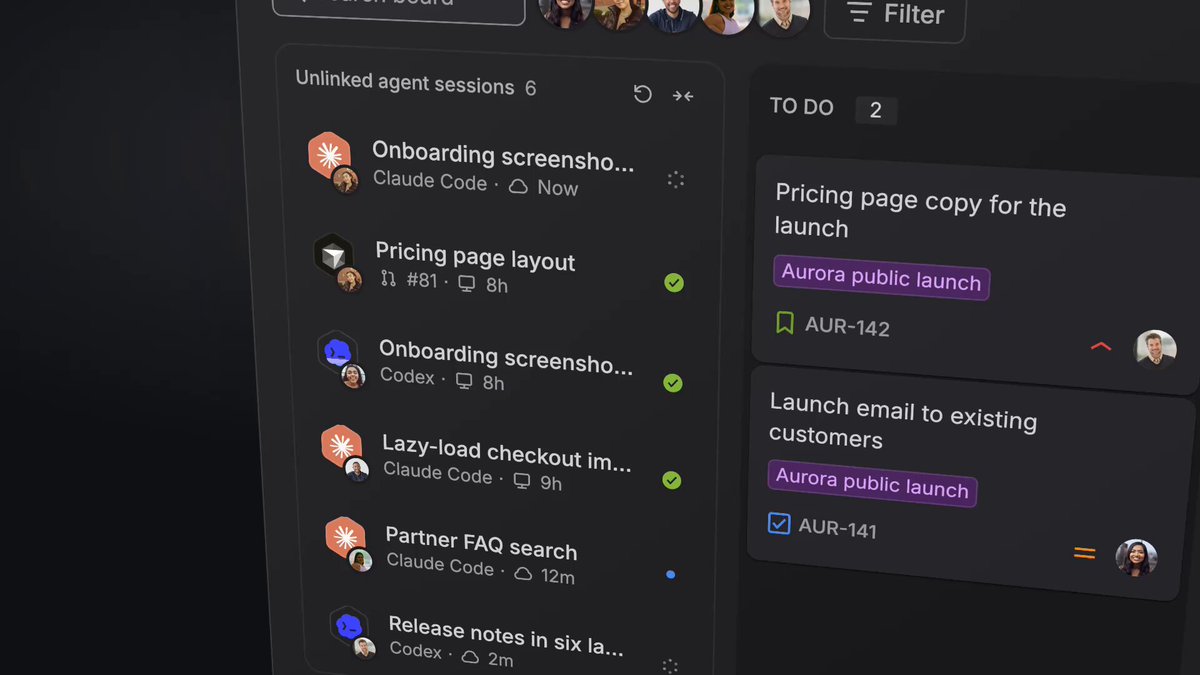 Filter
Unlinked agent sessions 6
Onboarding screensho...
Claude Code · Now
Pricing page layout
#81 · 8h
Onboarding screensho...
Codex · 8h
Lazy-load checkout im...
Claude Code · 9h
Partner FAQ search
Claude Code · 12m
Release notes in six la...
Codex · 2m
TO DO 2
Pricing page copy for the
launch
Aurora public launch
AUR-142
Launch email to existing
customers
Aurora public launch
AUR-141